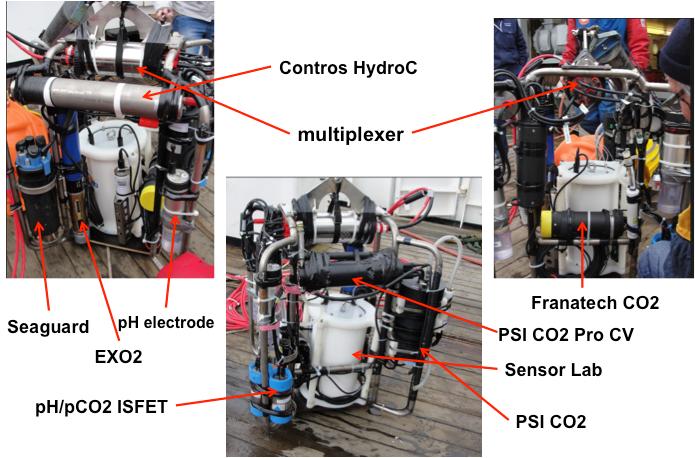 Contros HydroC
multiplexer
Franatech CO2
Seaguard
pH electrode
PSI CO2 Pro CV
EXO2
Sensor Lab
pH/pCO2 ISFET
PSI CO2